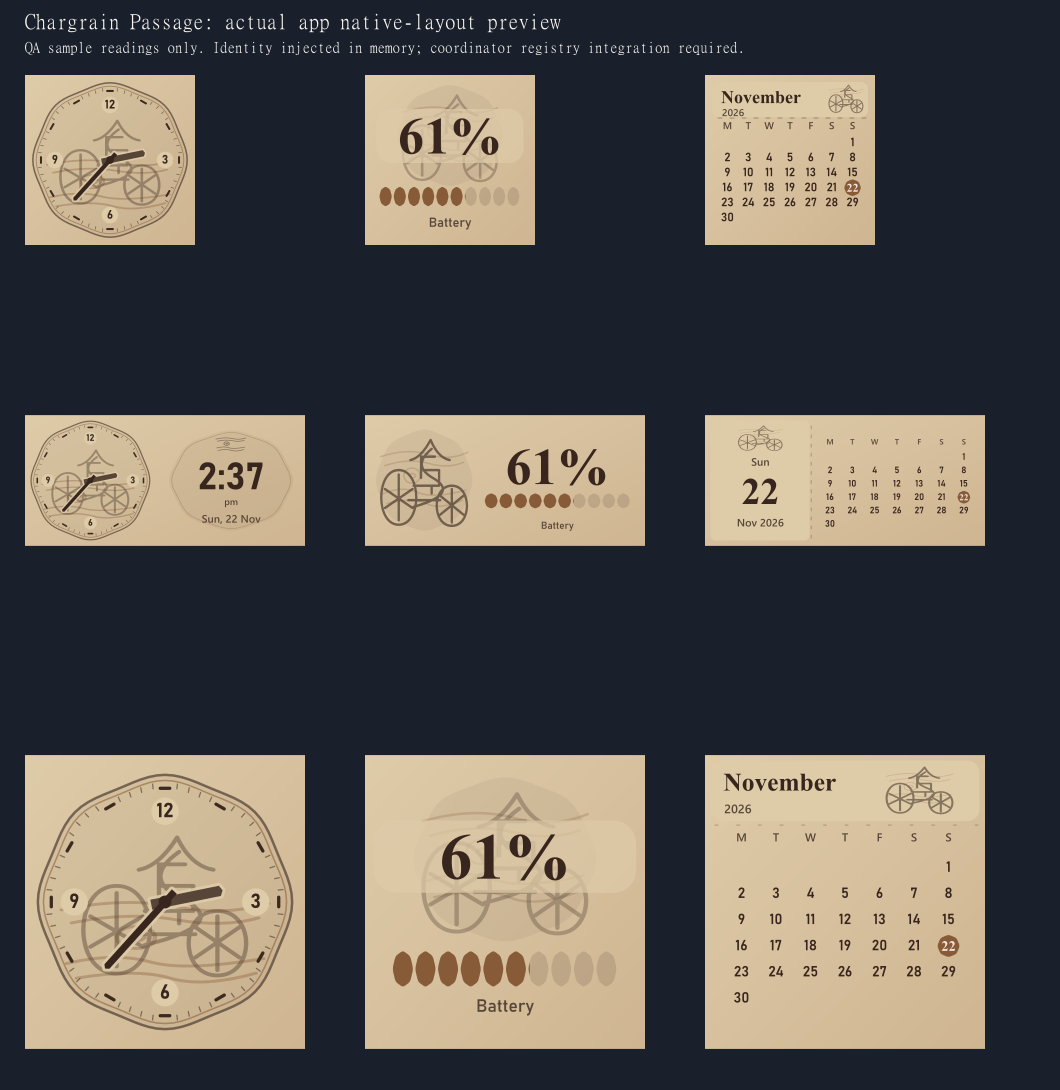 Chargrain Passage: actual app native-layout preview
QA sample readings only. Identity injected in memory; coordinator registry integration required.
12
9 3
6
61%
Battery
November
2026
M T W T F S S
1
2 3 4 5 6 7 8
9 10 11 12 13 14 15
16 17 18 19 20 21 22
23 24 25 26 27 28 29
30
12
9 3
6
2:37
pm
Sun, 22 Nov
61%
Battery
Sun
22
Nov 2026
M T W T F S S
1
2 3 4 5 6 7 8
9 10 11 12 13 14 15
16 17 18 19 20 21 22
23 24 25 26 27 28 29
30
12
9 3
6
61%
Battery
November
2026
M T W T F S S
1
2 3 4 5 6 7 8
9 10 11 12 13 14 15
16 17 18 19 20 21 22
23 24 25 26 27 28 29
30